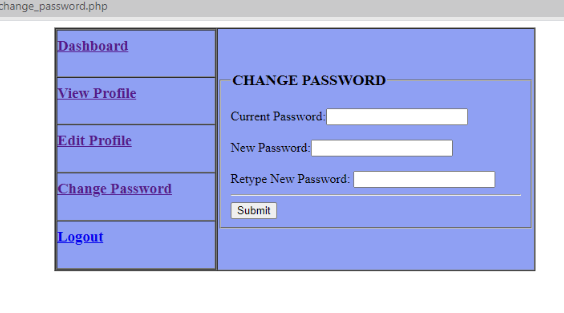 change_password.php
Dashboard
View Profile
Edit Profile
Change Password
Logout
CHANGE PASSWORD
Current Password:
New Password:
Retype New Password:
Submit